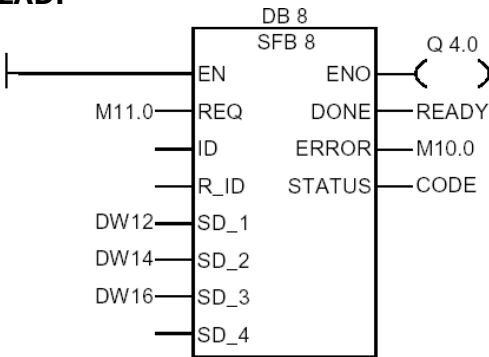 DB 8
SFB 8
Q 4.0
EN ENO
M11.0 REQ DONE READY
ID ERROR M10.0
R_ID STATUS CODE
DW12 SD_1
DW14 SD_2
DW16 SD_3
SD_4